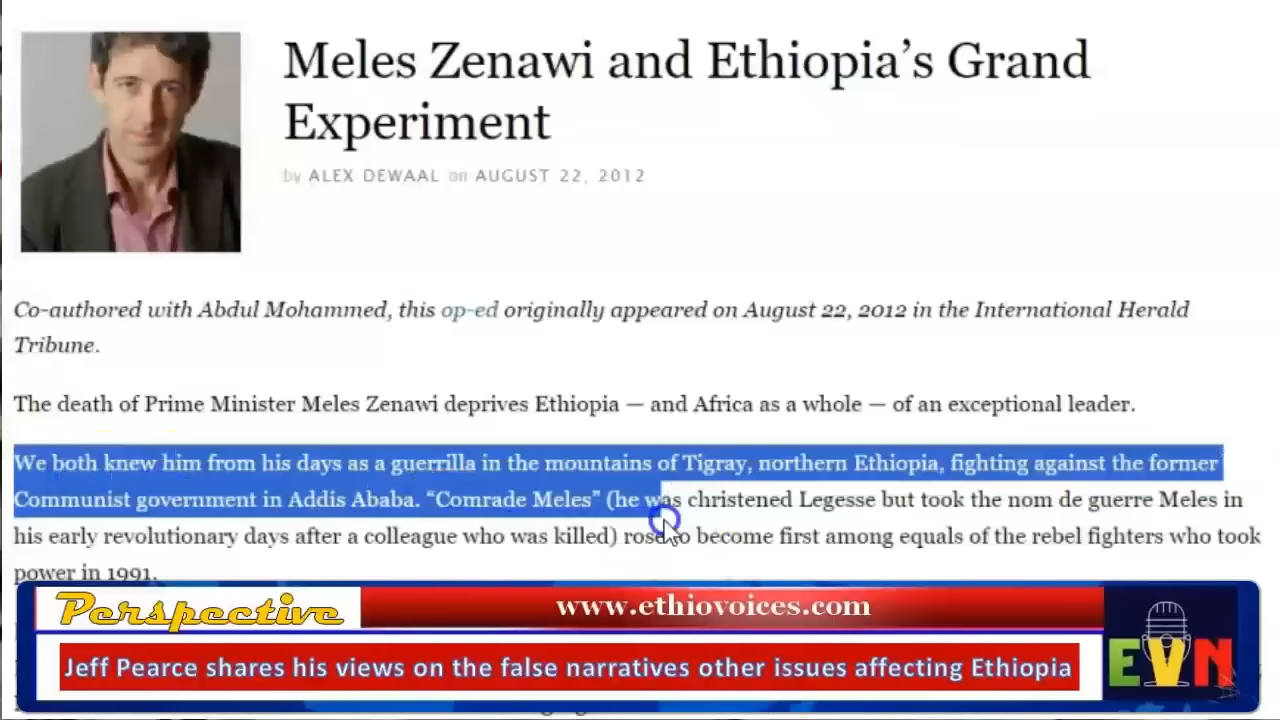 Meles Zenawi and Ethiopia’s Grand
Experiment
by ALEX DEWAAL on AUGUST 22, 2012
Co-authored with Abdul Mohammed, this op-ed originally appeared on August 22, 2012 in the International Herald
Tribune.
The death of Prime Minister Meles Zenawi deprives Ethiopia — and Africa as a whole — of an exceptional leader.
We both knew him from his days as a guerrilla in the mountains of Tigray, northern Ethiopia, fighting against the former
Communist government in Addis Ababa. “Comrade Meles” (he was christened Legesse but took the nom de guerre Meles in
his early revolutionary days after a colleague who was killed) rose to become first among equals of the rebel fighters who took
power in 1991.
Perspective
www.ethiovoices.com
Jeff Pearce shares his views on the false narratives other issues affecting Ethiopia
EVN